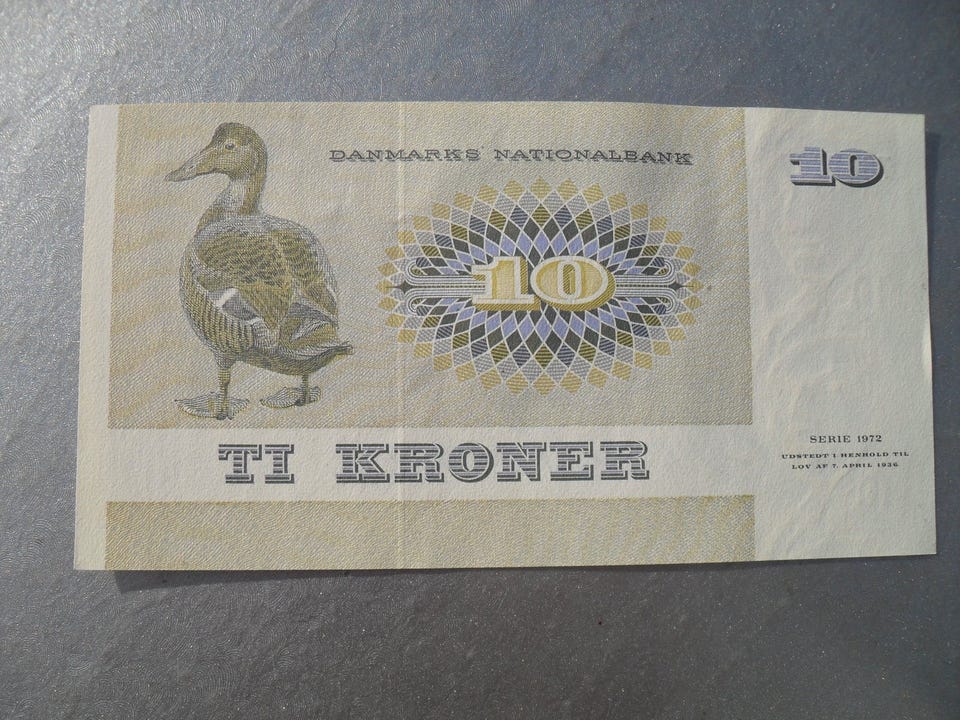 DANMARKS NATIONALBANK
10
10
TI KRONER
SERIE 1972
UDSTEDT I HENHOLD TIL
LOV AF 7. APRIL 1936